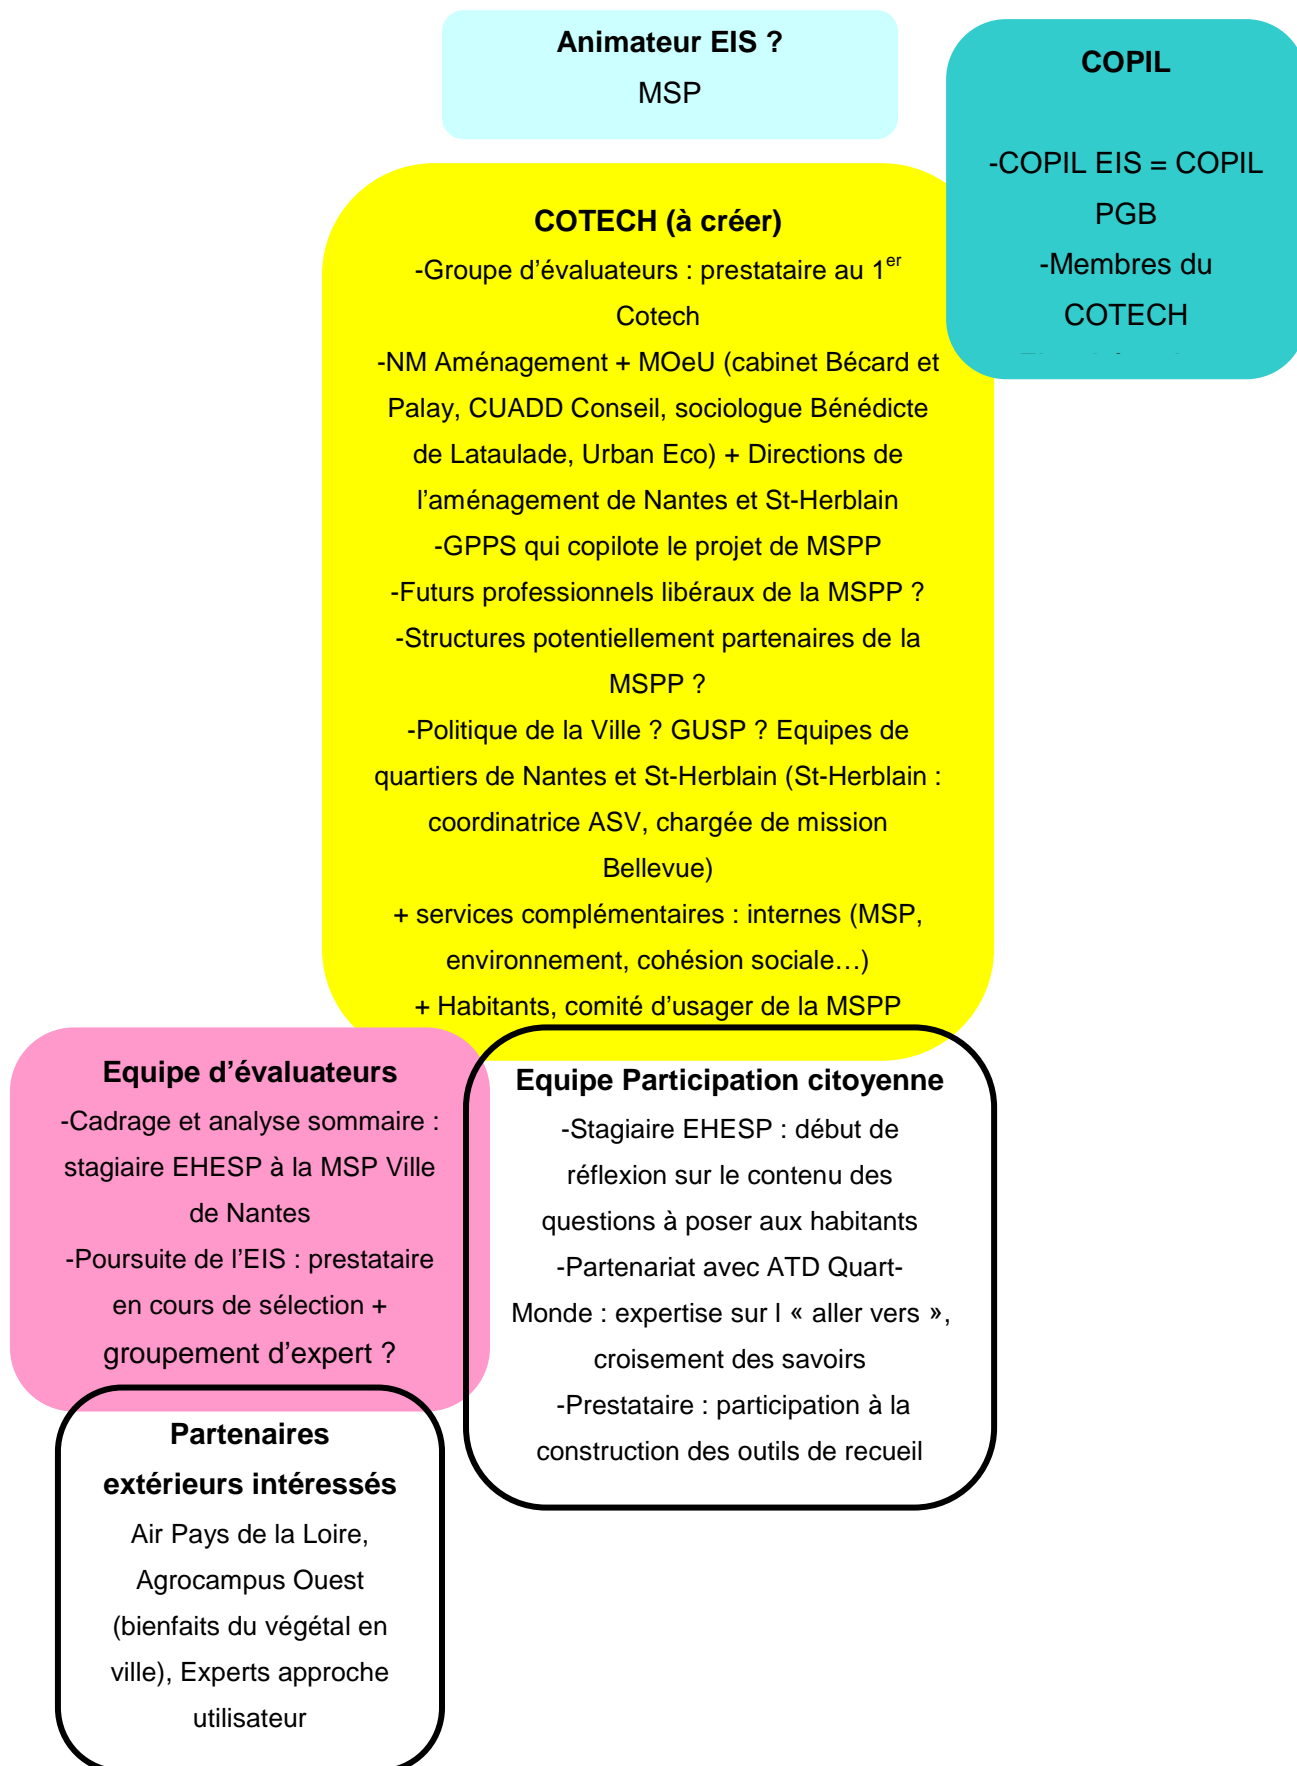 Animateur EIS ?
MSP
COPIL
-COPIL EIS = COPIL
PGB
-Membres du
COTECH
COTECH (à créer)
-Groupe d’évaluateurs : prestataire au 1er
Cotech
-NM Aménagement + MOeU (cabinet Bécard et
Palay, CUADD Conseil, sociologue Bénédicte
de Lataulade, Urban Eco) + Directions de
l’aménagement de Nantes et St-Herblain
-GPPS qui copilote le projet de MSPP
-Futurs professionnels libéraux de la MSPP ?
-Structures potentiellement partenaires de la
MSPP ?
-Politique de la Ville ? GUSP ? Equipes de
quartiers de Nantes et St-Herblain (St-Herblain :
coordinatrice ASV, chargée de mission
Bellevue)
+ services complémentaires : internes (MSP,
environnement, cohésion sociale…)
+ Habitants, comité d’usager de la MSPP
Equipe d’évaluateurs
-Cadrage et analyse sommaire :
stagiaire EHESP à la MSP Ville
de Nantes
-Poursuite de l’EIS : prestataire
en cours de sélection +
groupement d’expert ?
Equipe Participation citoyenne
-Stagiaire EHESP : début de
réflexion sur le contenu des
questions à poser aux habitants
-Partenariat avec ATD Quart-
Monde : expertise sur l « aller vers »,
croisement des savoirs
-Prestataire : participation à la
construction des outils de recueil
Partenaires
extérieurs intéressés
Air Pays de la Loire,
Agrocampus Ouest
(bienfaits du végétal en
ville), Experts approche
utilisateur